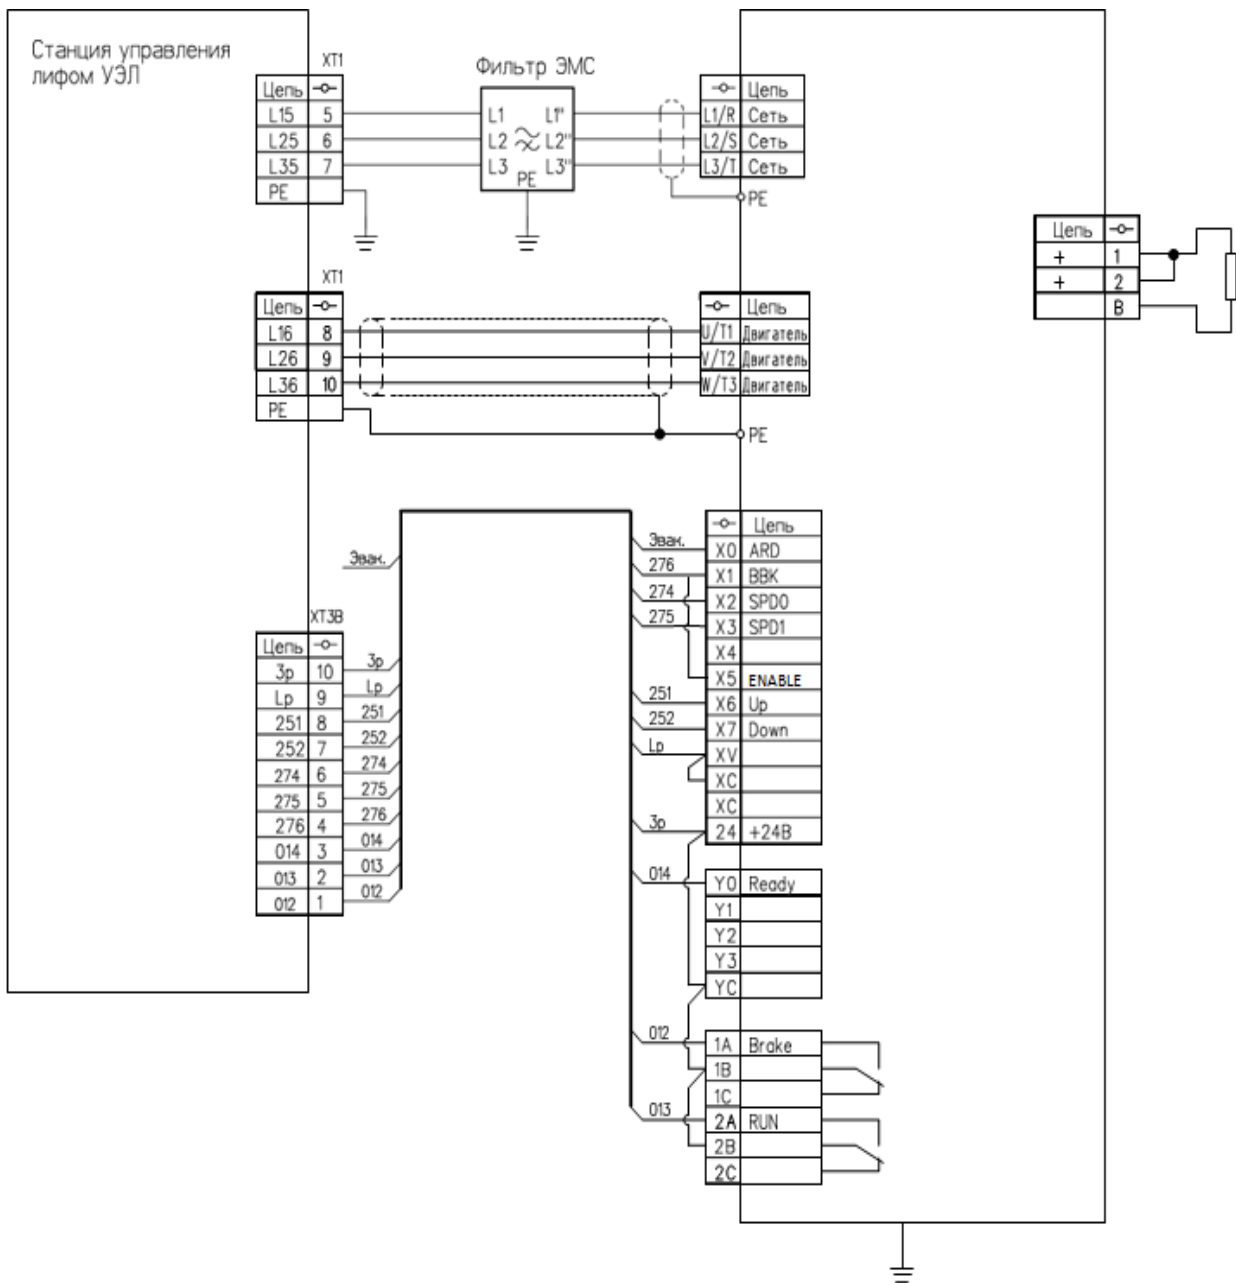 Станция управления
лифом УЭЛ
XT1
Цепь
L15 5
L25 6
L35 7
PE
Фильтр ЭМС
L1 L1"
L2 L2"
L3 L3"
PE
Цепь
L1/R Сеть
L2/S Сеть
L3/T Сеть
PE
Цепь
+ 1
+ 2
B
XT1
Цепь
L16 8
L26 9
L36 10
PE
Цепь
U/T1 Двигатель
V/T2 Двигатель
W/T3 Двигатель
PE
Эвак.
XT3B
Цепь
3р 10
Lp 9
251 8
252 7
274 6
275 5
276 4
014 3
013 2
012 1
3р
Lp
251
252
274
275
276
014
013
012
Эвак.
276
274
275
251
252
Lp
3р
014
012
013
Цепь
X0 ARD
X1 BBK
X2 SPD0
X3 SPD1
X4
X5 ENABLE
X6 Up
X7 Down
XV
XC
XC
24 +24В
Y0 Ready
Y1
Y2
Y3
YC
1A Brake
1B
1C
2A RUN
2B
2C